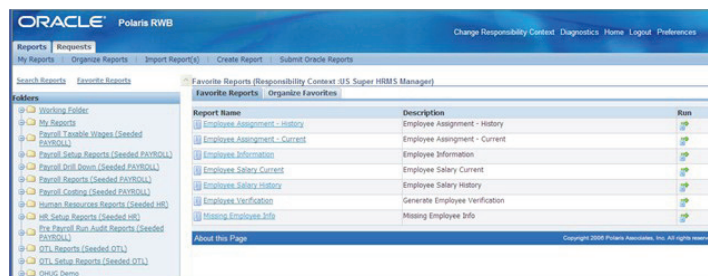 ORACLE Polaris RWB
Change Responsibility Context Diagnostics Home Logout Preferences
Reports Requests
My Reports | Organize Reports | Import Report(s) | Create Report | Submit Oracle Reports
Search Reports Favorite Reports
Favorite Reports (Responsibility Context :US Super HRMS Manager)
Folders
Working Folder
My Reports
Payroll Taxable Wages (Seeded
PAYROLL)
Payroll Setup Reports (Seeded PAYROLL)
Payroll Drill Down (Seeded PAYROLL)
Payroll Reports (Seeded PAYROLL)
Payroll Costing (Seeded PAYROLL)
Human Resources Reports (Seeded HR)
HR Setup Reports (Seeded HR)
Pre Payroll Run Audit Reports (Seeded
PAYROLL)
OTL Reports (Seeded OTL)
OTL Setup Reports (Seeded OTL)
OHUG Demo
Favorite Reports Organize Favorites
Report Name Description Run
Employee Assignment - History Employee Assignment - History
Employee Assingment - Current Employee Assingment - Current
Employee Information Employee Information
Employee Salary Current Employee Salary Current
Employee Salary History Employee Salary History
Employee Verification Generate Employee Verification
Missing Employee Info Missing Employee Info
About this Page Copyright 2006 Polaris Associates, Inc. All rights reserv